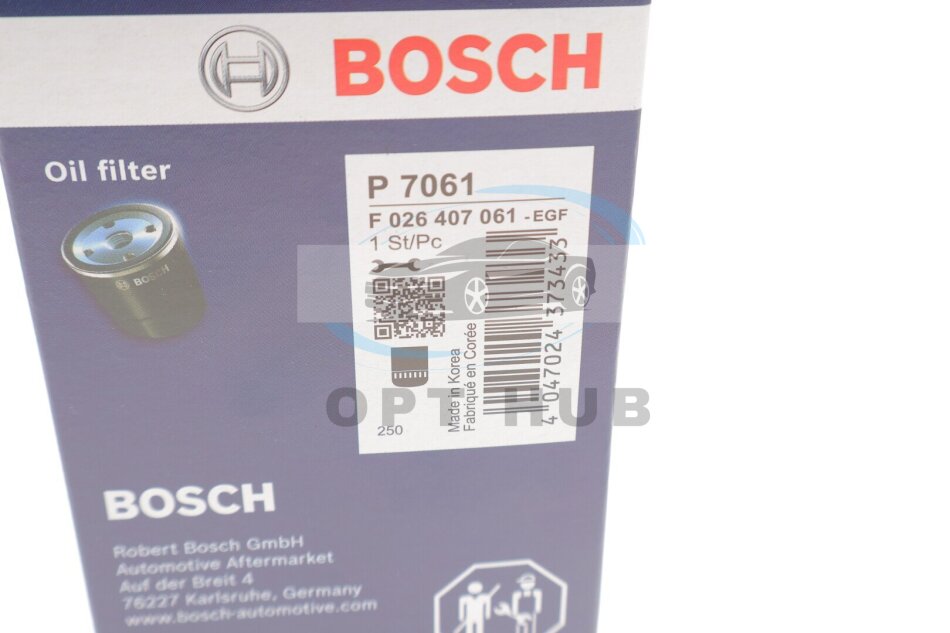 BOSCH
Oil filter
BOSCH
P 7061
F 026 407 061 -EGF
1 St/Pc
Made in Korea
Fabriqué en Corée
4 047024 373433
250
OPT HUB
BOSCH
Robert Bosch GmbH
Automotive Aftermarket
Auf der Breit 4
76227 Karlsruhe, Germany
www.bosch-automotive.com